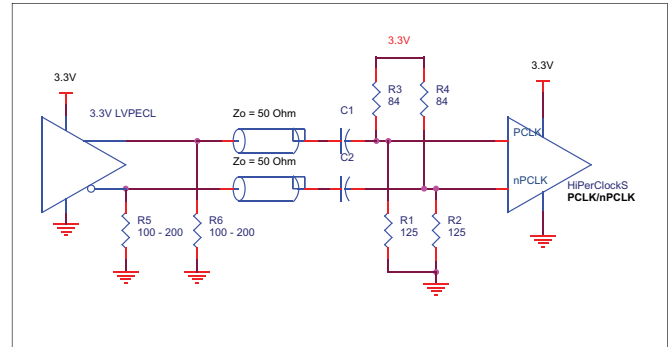 3.3V
3.3V
3.3V
3.3V LVPECL
Zo = 50 Ohm
C1
R3
84
R4
84
PCLK
Zo = 50 Ohm
C2
nPCLK
HiPerClockS
PCLK/nPCLK
R5
100 - 200
R6
100 - 200
R1
125
R2
125